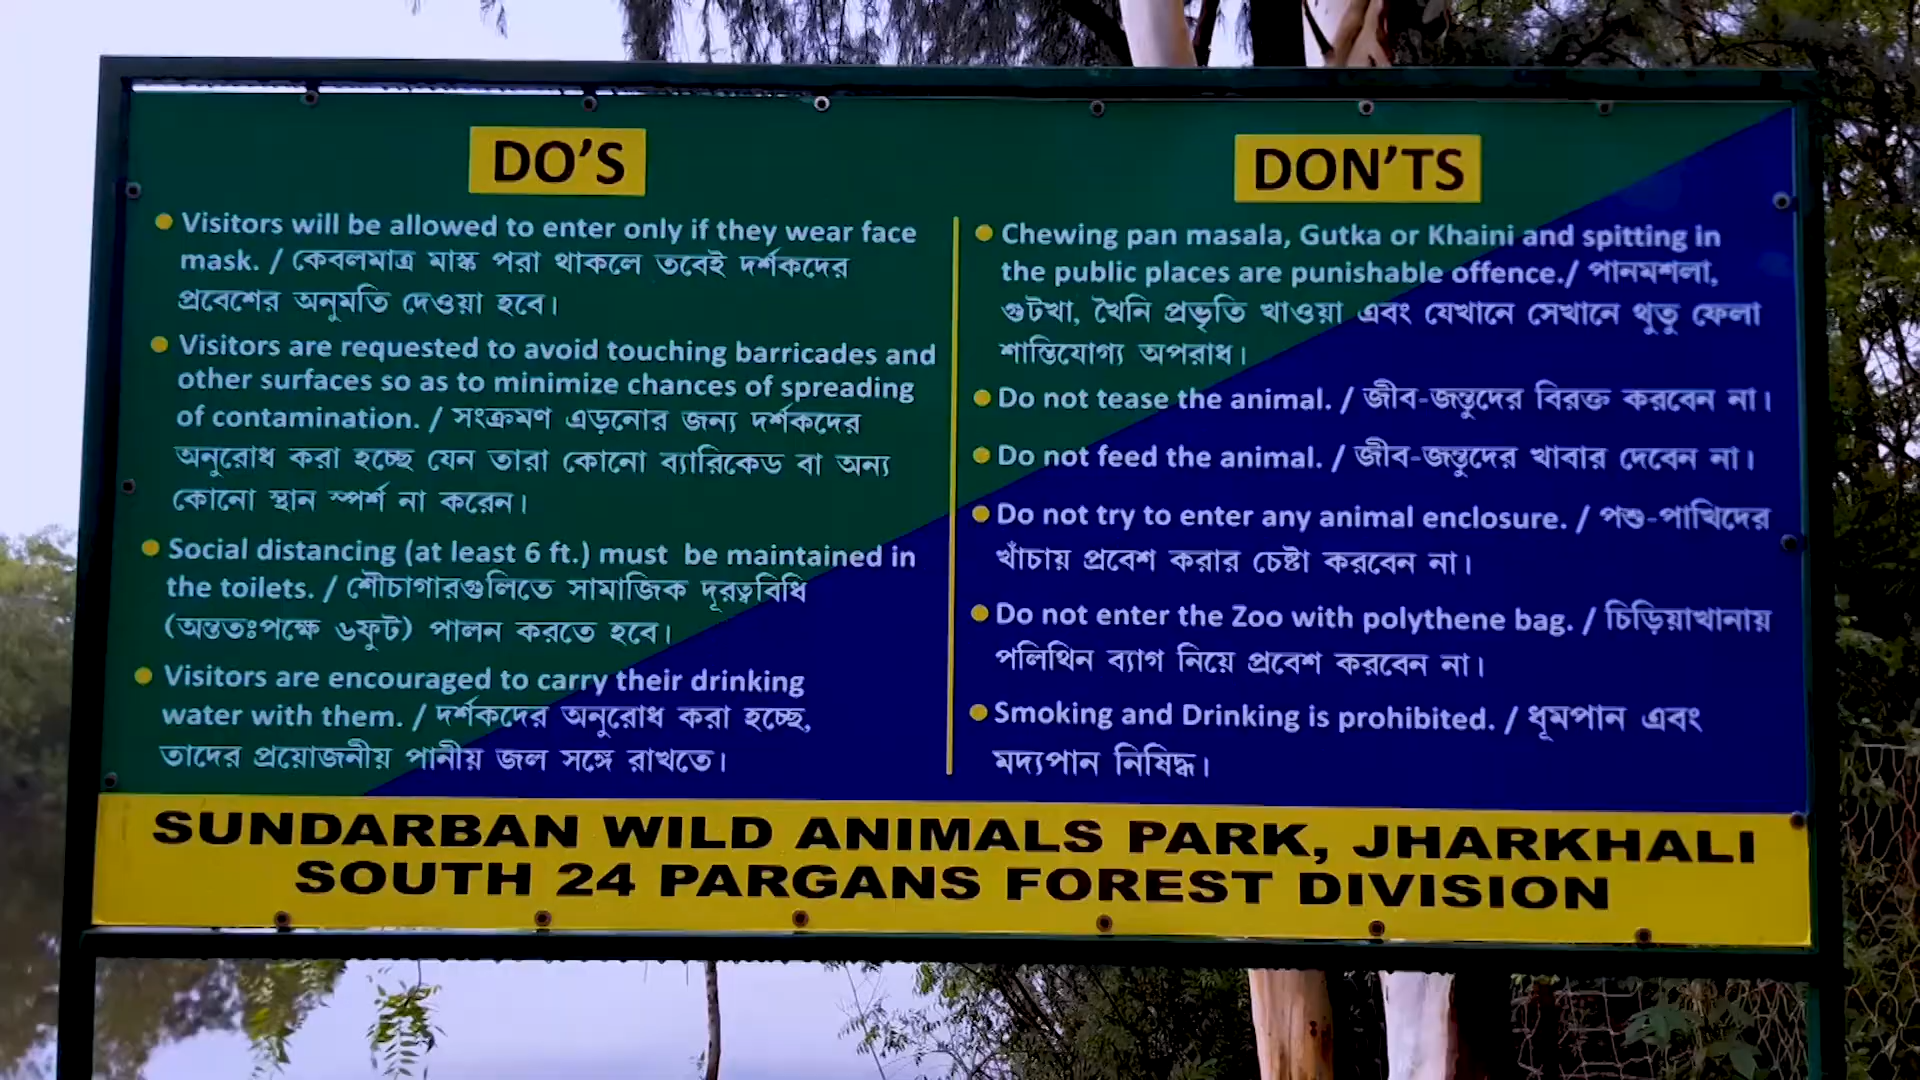 DO'S
Visitors will be allowed to enter only if they wear face
mask. / কেবলমাত্র মাস্ক পরা থাকলে তবেই দর্শকদের
প্রবেশের অনুমতি দেওয়া হবে।
Visitors are requested to avoid touching barricades and
other surfaces so as to minimize chances of spreading
of contamination. / সংক্রমণ এড়নোর জন্য দর্শকদের
অনুরোধ করা হচ্ছে যেন তারা কোনো ব্যারিকেড বা অন্য
কোনো স্থান স্পর্শ না করেন।
Social distancing (at least 6 ft.) must be maintained in
the toilets. / শৌচাগারগুলিতে সামাজিক দূরত্ববিধি
(অন্ততঃপক্ষে ৬ফুট) পালন করতে হবে।
Visitors are encouraged to carry their drinking
water with them. / দর্শকদের অনুরোধ করা হচ্ছে,
তাদের প্রয়োজনীয় পানীয় জল সঙ্গে রাখতে।
DON'TS
Chewing pan masala, Gutka or Khaini and spitting in
the public places are punishable offence./ পানমশলা,
গুটখা, খৈনি প্রভৃতি খাওয়া এবং যেখানে সেখানে থুতু ফেলা
শাস্তিযোগ্য অপরাধ।
Do not tease the animal. / জীব-জন্তুদের বিরক্ত করবেন না।
Do not feed the animal. / জীব-জন্তুদের খাবার দেবেন না।
Do not try to enter any animal enclosure. / পশু-পাখিদের
খাঁচায় প্রবেশ করার চেষ্টা করবেন না।
Do not enter the Zoo with polythene bag. / চিড়িয়াখানায়
পলিথিন ব্যাগ নিয়ে প্রবেশ করবেন না।
Smoking and Drinking is prohibited. / ধূমপান এবং
মদ্যপান নিষিদ্ধ।
SUNDARBAN WILD ANIMALS PARK, JHARKHALI
SOUTH 24 PARGANS FOREST DIVISION